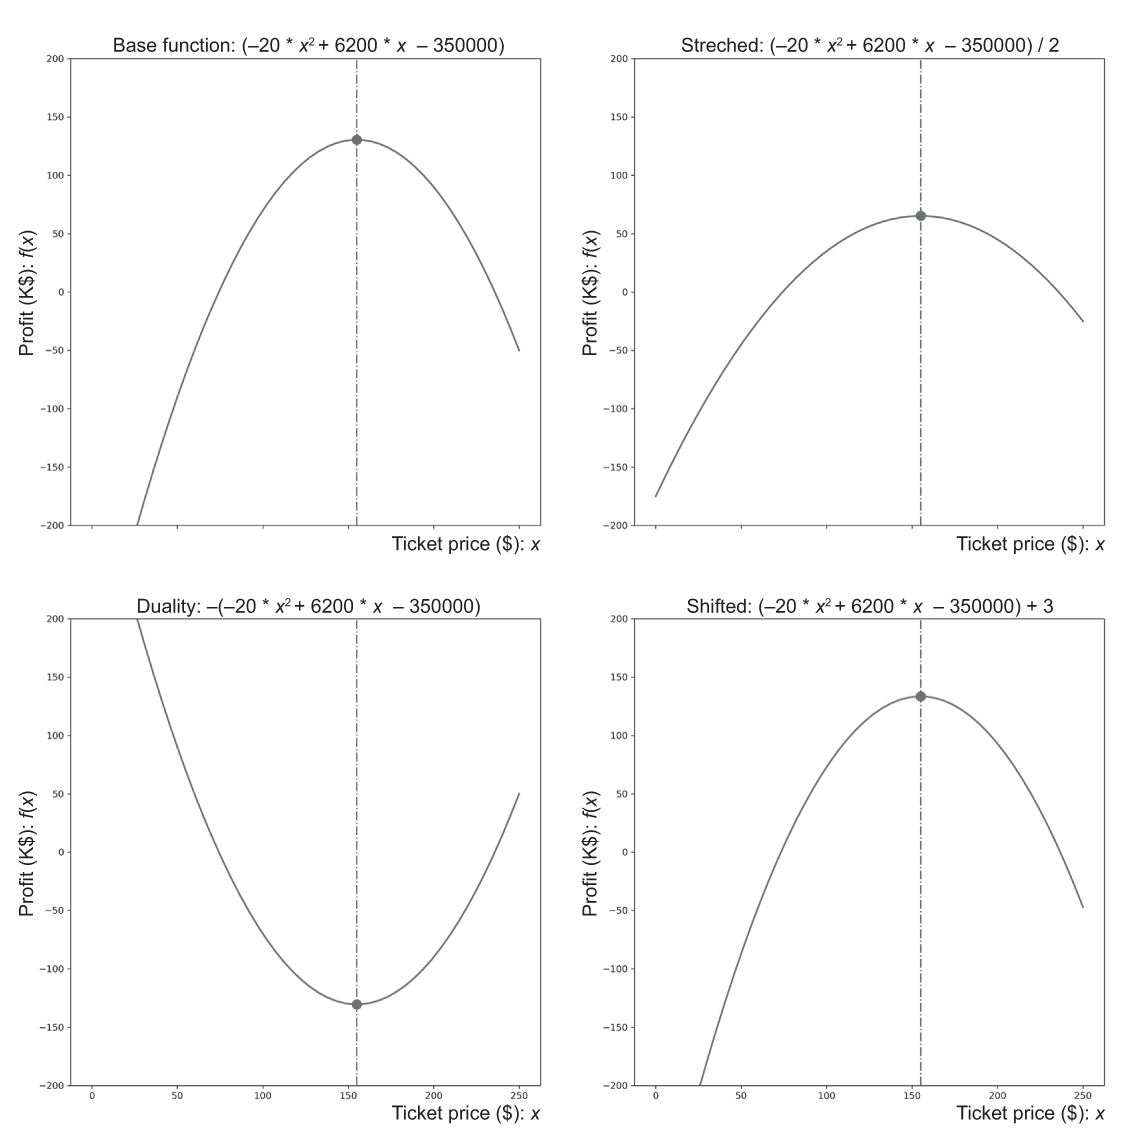 Base function: (–20 * x² + 6200 * x – 350000)
200
150
100
50
0
−50
−100
−150
−200
Profit (K$): f(x)
Ticket price ($): x
Streched: (–20 * x² + 6200 * x – 350000) / 2
200
150
100
50
0
−50
−100
−150
−200
Profit (K$): f(x)
Ticket price ($): x
Duality: –(–20 * x² + 6200 * x – 350000)
200
150
100
50
0
−50
−100
−150
−200
Profit (K$): f(x)
0 50 100 150 200 250
Ticket price ($): x
Shifted: (–20 * x² + 6200 * x – 350000) + 3
200
150
100
50
0
−50
−100
−150
−200
Profit (K$): f(x)
0 50 100 150 200 250
Ticket price ($): x